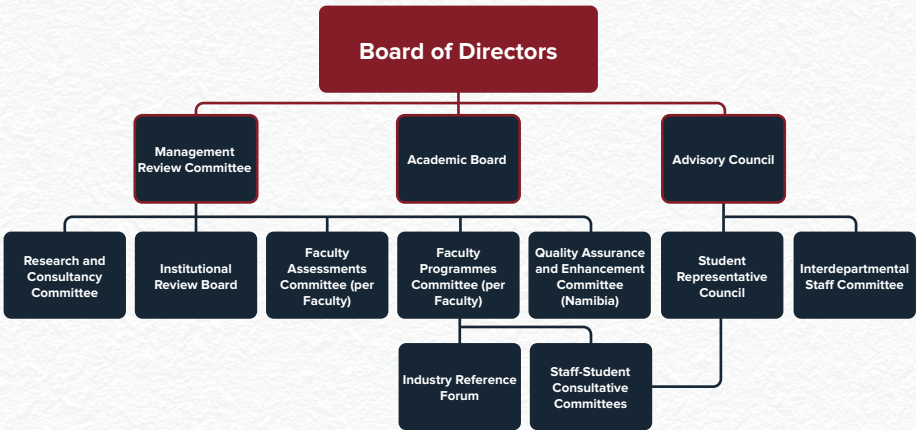 Board of Directors
Management
Review Committee
Academic Board
Advisory Council
Research and
Consultancy
Committee
Institutional
Review Board
Faculty
Assessments
Committee (per
Faculty)
Faculty
Programmes
Committee (per
Faculty)
Quality Assurance
and Enhancement
Committee
(Namibia)
Student
Representative
Council
Interdepartmental
Staff Committee
Industry Reference
Forum
Staff-Student
Consultative
Committees